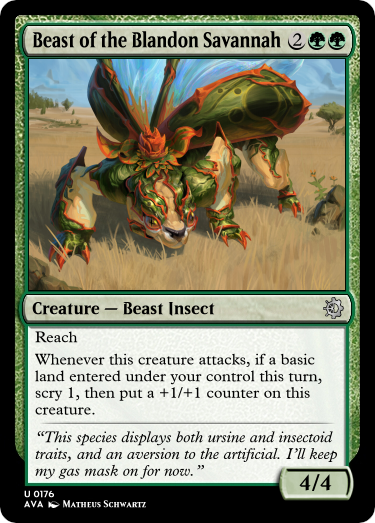 Beast of the Blandon Savannah 2
Creature — Beast Insect
Reach
Whenever this creature attacks, if a basic
land entered under your control this turn,
scry 1, then put a +1/+1 counter on this
creature.
“This species displays both ursine and insectoid
traits, and an aversion to the artificial. I’ll keep
my gas mask on for now.”
4/4
U 0176
AVA Matheus Schwartz